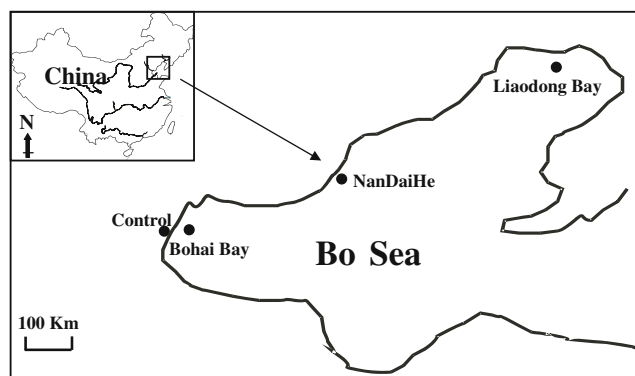 China
N
Liaodong Bay
NanDaiHe
Control
Bohai Bay
Bo Sea
100 Km